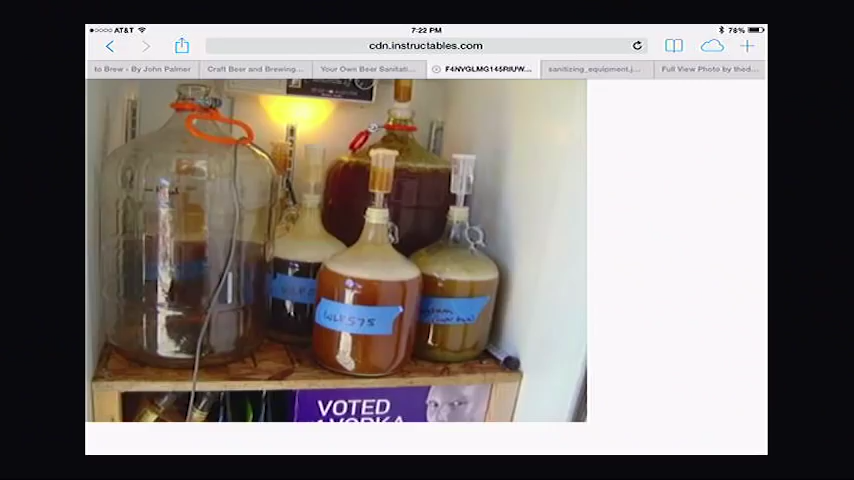 AT&T
7:22 PM
78%
cdn.instructables.com
to Brew - By John Palmer
Craft Beer and Brewing...
Your Own Beer Sanitati...
F4NVGLMG145RIUW...
sanitizing_equipment.j...
Full View Photo by thed...
VOTED